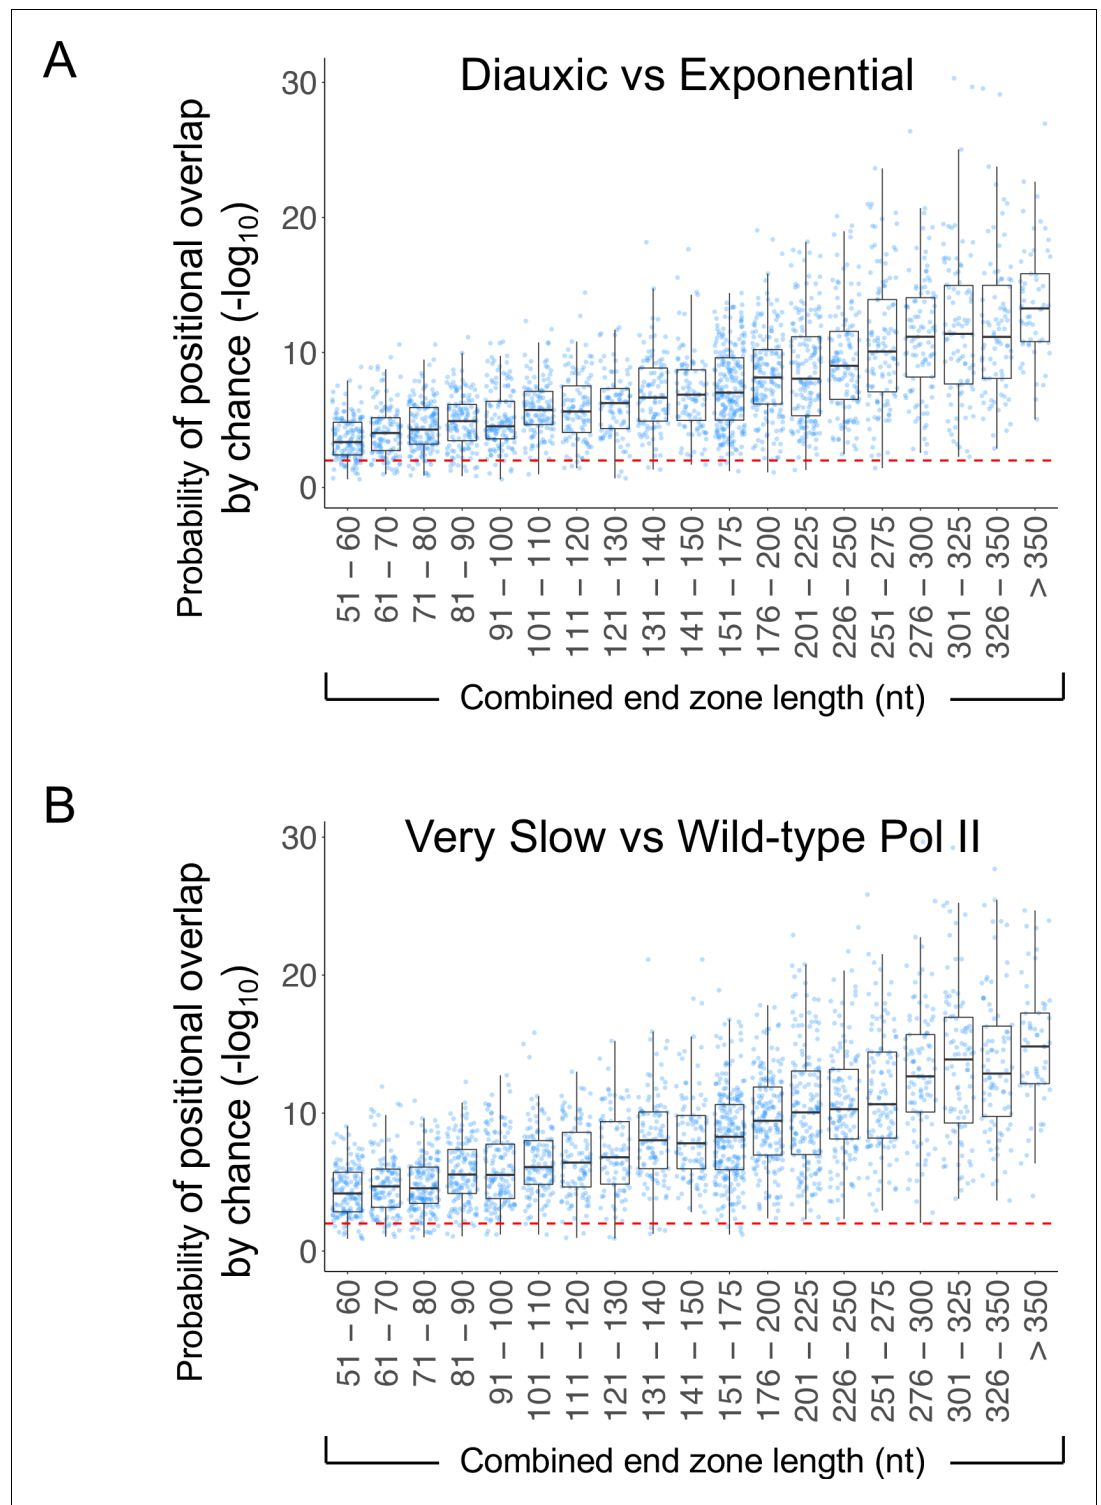 A
Diauxic vs Exponential
Probability of positional overlap
by chance (-log10)
30
20
10
0
51 – 60
61 – 70
71 – 80
81 – 90
91 – 100
101 – 110
111 – 120
121 – 130
131 – 140
141 – 150
151 – 175
176 – 200
201 – 225
226 – 250
251 – 275
276 – 300
301 – 325
326 – 350
> 350
Combined end zone length (nt)
B
Very Slow vs Wild-type Pol II
Probability of positional overlap
by chance (-log10)
30
20
10
0
51 – 60
61 – 70
71 – 80
81 – 90
91 – 100
101 – 110
111 – 120
121 – 130
131 – 140
141 – 150
151 – 175
176 – 200
201 – 225
226 – 250
251 – 275
276 – 300
301 – 325
326 – 350
> 350
Combined end zone length (nt)